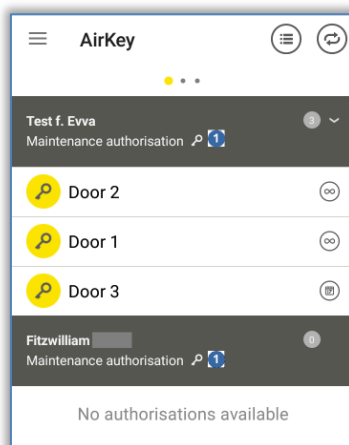 AirKey
Test f. Evva
3
Maintenance authorisation 1
Door 2
Door 1
Door 3
Fitzwilliam
0
Maintenance authorisation 1
No authorisations available